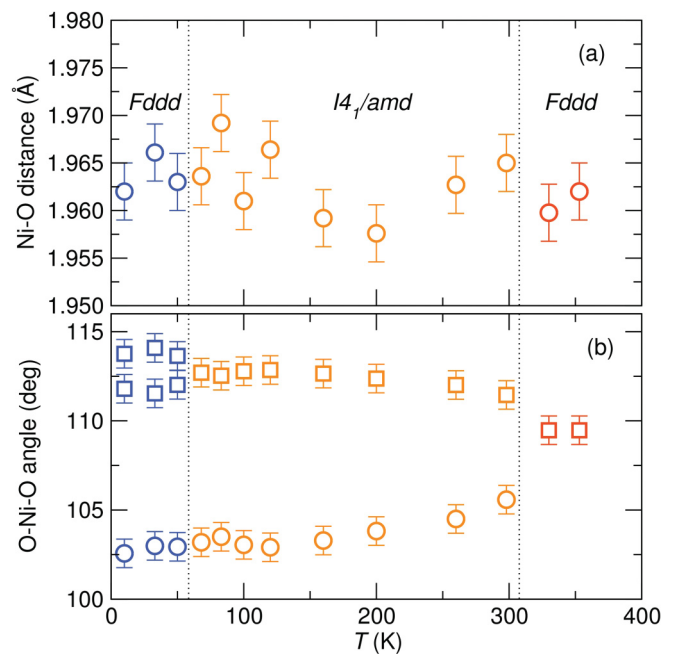 1.980
(a)
1.975
Fddd I4₁/amd Fddd
1.970
1.965
1.960
1.955
1.950
Ni-O distance (Å)
115
(b)
110
105
100
O-Ni-O angle (deg)
0 100 200 300 400
T (K)